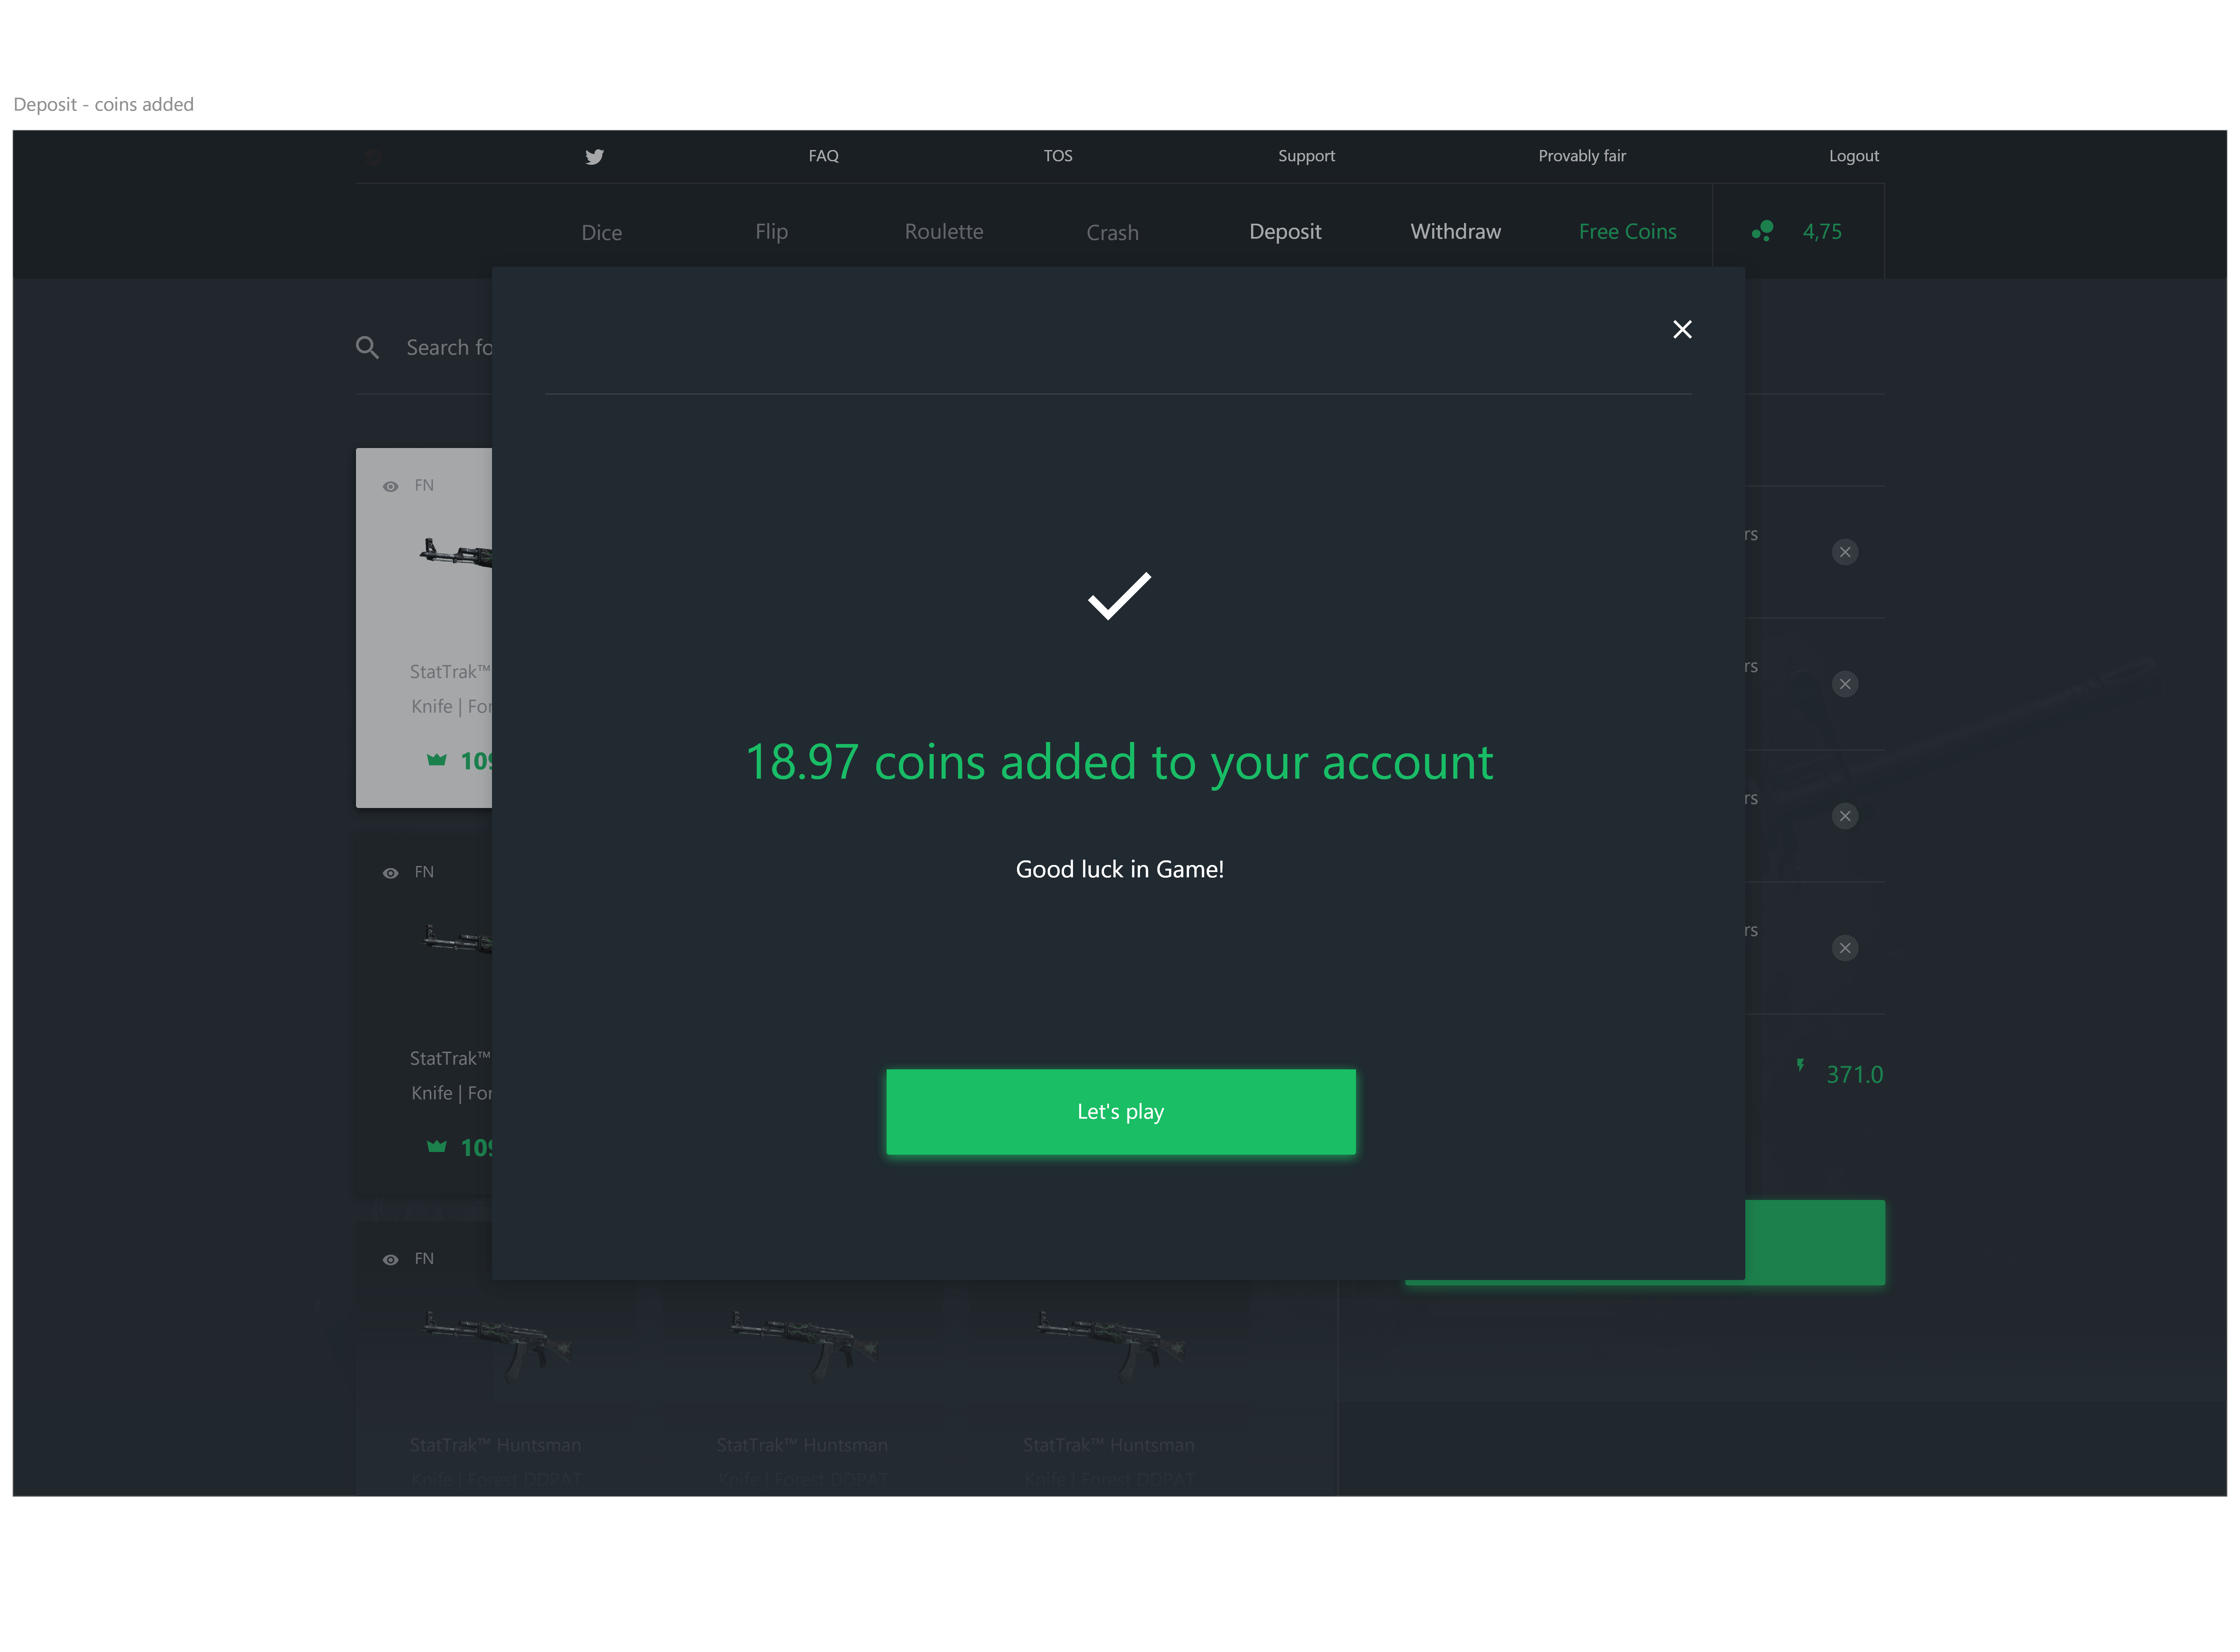 Deposit - coins added
FAQ TOS Support Provably fair Logout
Dice Flip Roulette Crash Deposit Withdraw Free Coins 4,75
Search fo
FN
rs
StatTrak™
rs
Knife | For
109
18.97 coins added to your account
rs
Good luck in Game!
FN
rs
StatTrak™
371.0
Knife | For
Let's play
109
FN
StatTrak™ Huntsman StatTrak™ Huntsman StatTrak™ Huntsman
Knife | Forest DDPAT Knife | Forest DDPAT Knife | Forest DDPAT